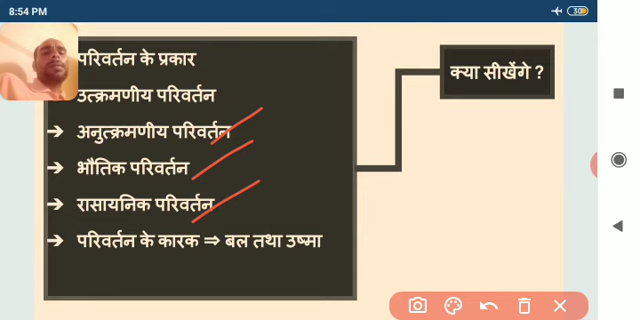 8:54 PM
30
परिवर्तन के प्रकार
क्या सीखेंगे ?
उत्क्रमणीय परिवर्तन
→ अनुत्क्रमणीय परिवर्तन
→ भौतिक परिवर्तन
→ रासायनिक परिवर्तन
→ परिवर्तन के कारक ⇒ बल तथा उष्मा